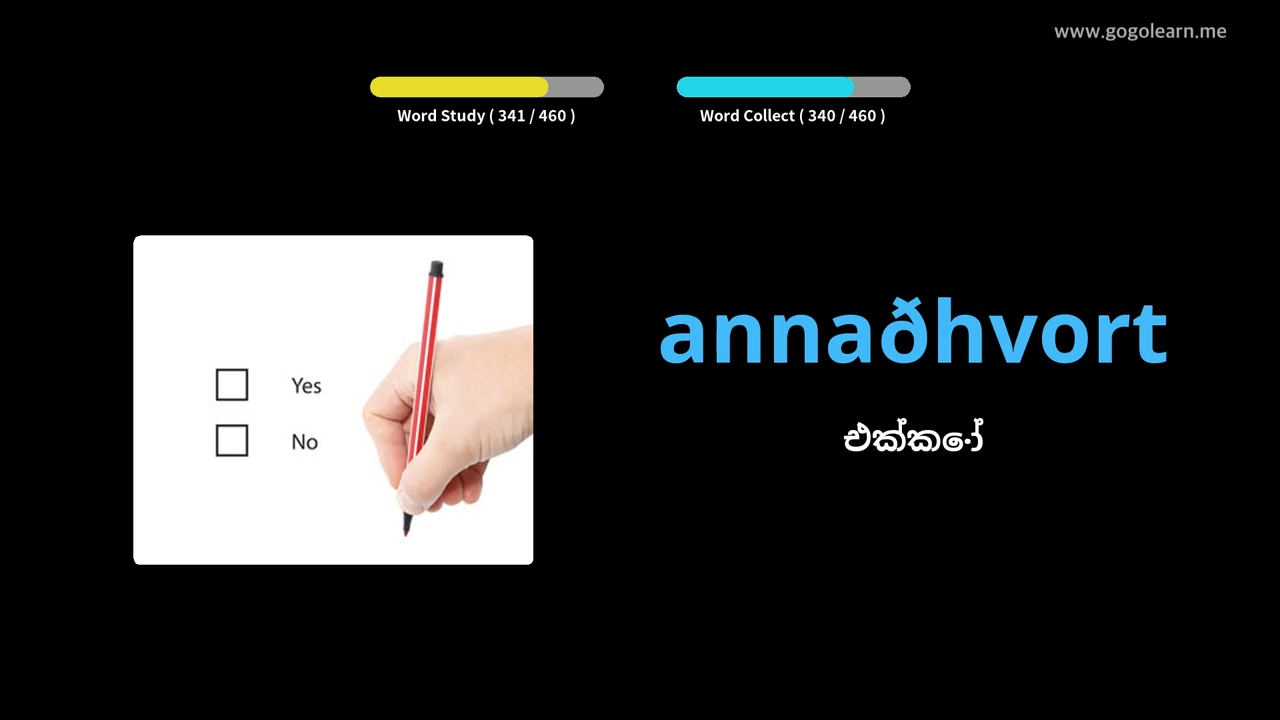 www.gogolearn.me
Word Study ( 341 / 460 )
Word Collect ( 340 / 460 )
Yes
No
annaðhvort
එක්කෝ